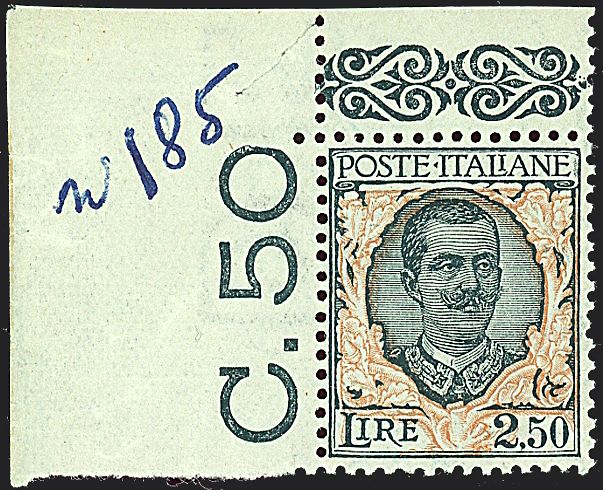 n 185
C. 50
POSTE·ITALIANE
LIRE 2,50